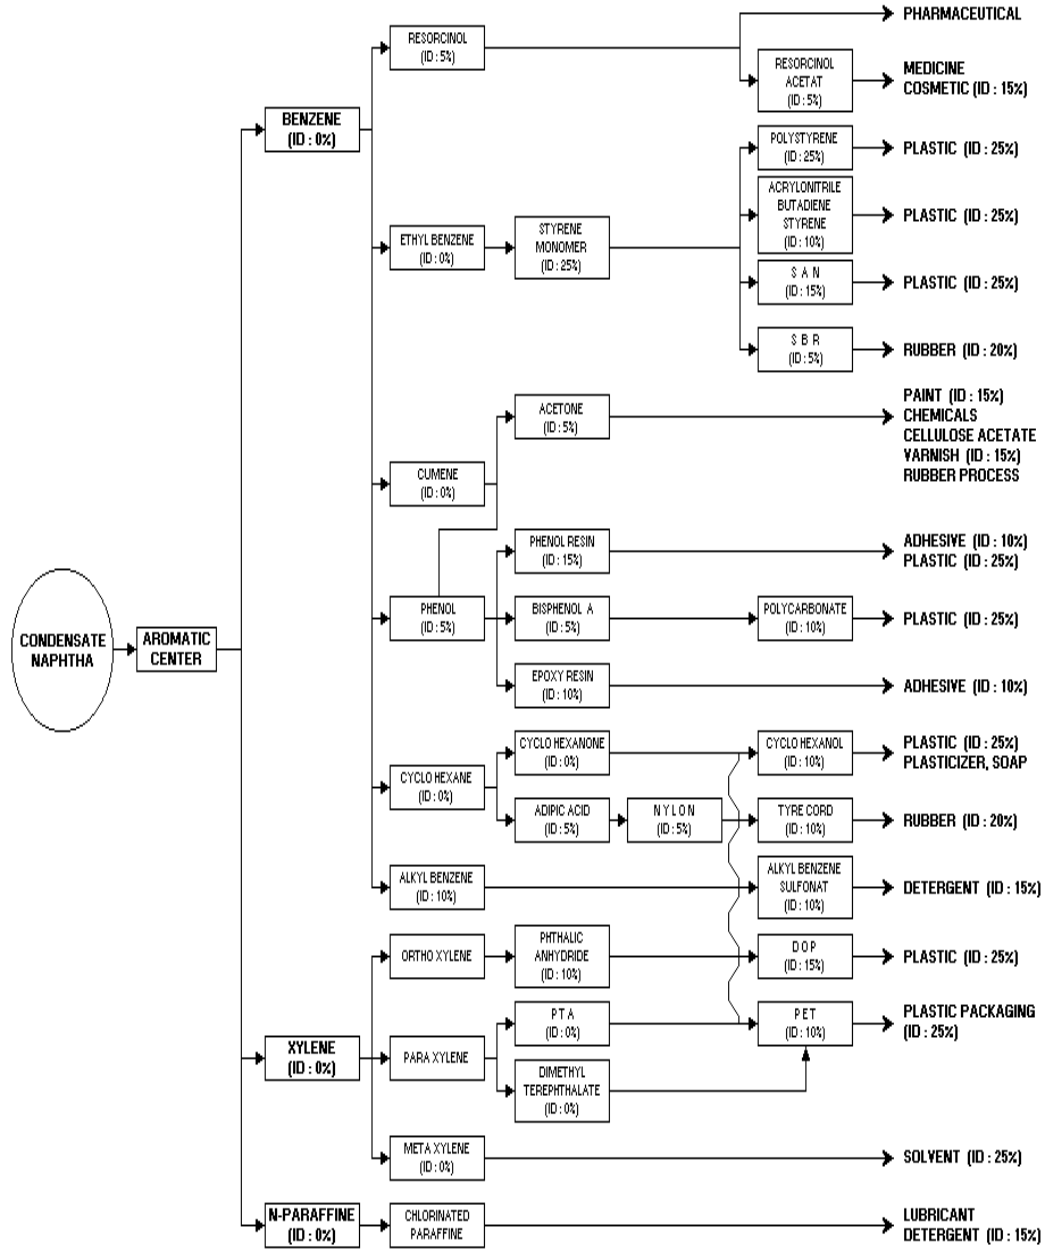 PHARMACEUTICAL
RESORCINOL
(ID : 5%)
RESORCINOL
ACETAT
(ID : 5%)
MEDICINE
COSMETIC (ID : 15%)
BENZENE
(ID : 0%)
POLYSTYRENE
(ID : 25%)
PLASTIC (ID : 25%)
ACRYLONITRILE
BUTADIENE
STYRENE
(ID : 10%)
PLASTIC (ID : 25%)
ETHYL BENZENE
(ID : 0%)
STYRENE
MONOMER
(ID : 25%)
S A N
(ID : 15%)
PLASTIC (ID : 25%)
S B R
(ID : 5%)
RUBBER (ID : 20%)
ACETONE
(ID : 5%)
PAINT (ID : 15%)
CHEMICALS
CELLULOSE ACETATE
VARNISH (ID : 15%)
RUBBER PROCESS
CUMENE
(ID : 0%)
PHENOL RESIN
(ID : 15%)
ADHESIVE (ID : 10%)
PLASTIC (ID : 25%)
PHENOL
(ID : 5%)
BISPHENOL A
(ID : 5%)
POLYCARBONATE
(ID : 10%)
PLASTIC (ID : 25%)
CONDENSATE
NAPHTHA
AROMATIC
CENTER
EPOXY RESIN
(ID : 10%)
ADHESIVE (ID : 10%)
CYCLO HEXANONE
(ID : 0%)
CYCLO HEXANOL
(ID : 10%)
PLASTIC (ID : 25%)
PLASTICIZER, SOAP
CYCLO HEXANE
(ID : 0%)
ADIPIC ACID
(ID : 5%)
N Y L O N
(ID : 5%)
TYRE CORD
(ID : 10%)
RUBBER (ID : 20%)
ALKYL BENZENE
(ID : 10%)
ALKYL BENZENE
SULFONAT
(ID : 10%)
DETERGENT (ID : 15%)
ORTHO XYLENE
PHTHALIC
ANHYDRIDE
(ID : 10%)
D O P
(ID : 15%)
PLASTIC (ID : 25%)
P T A
(ID : 0%)
P E T
(ID : 10%)
PLASTIC PACKAGING
(ID : 25%)
XYLENE
(ID : 0%)
PARA XYLENE
DIMETHYL
TEREPHTHALATE
(ID : 0%)
META XYLENE
(ID : 0%)
SOLVENT (ID : 25%)
N-PARAFFINE
(ID : 0%)
CHLORINATED
PARAFFINE
LUBRICANT
DETERGENT (ID : 15%)